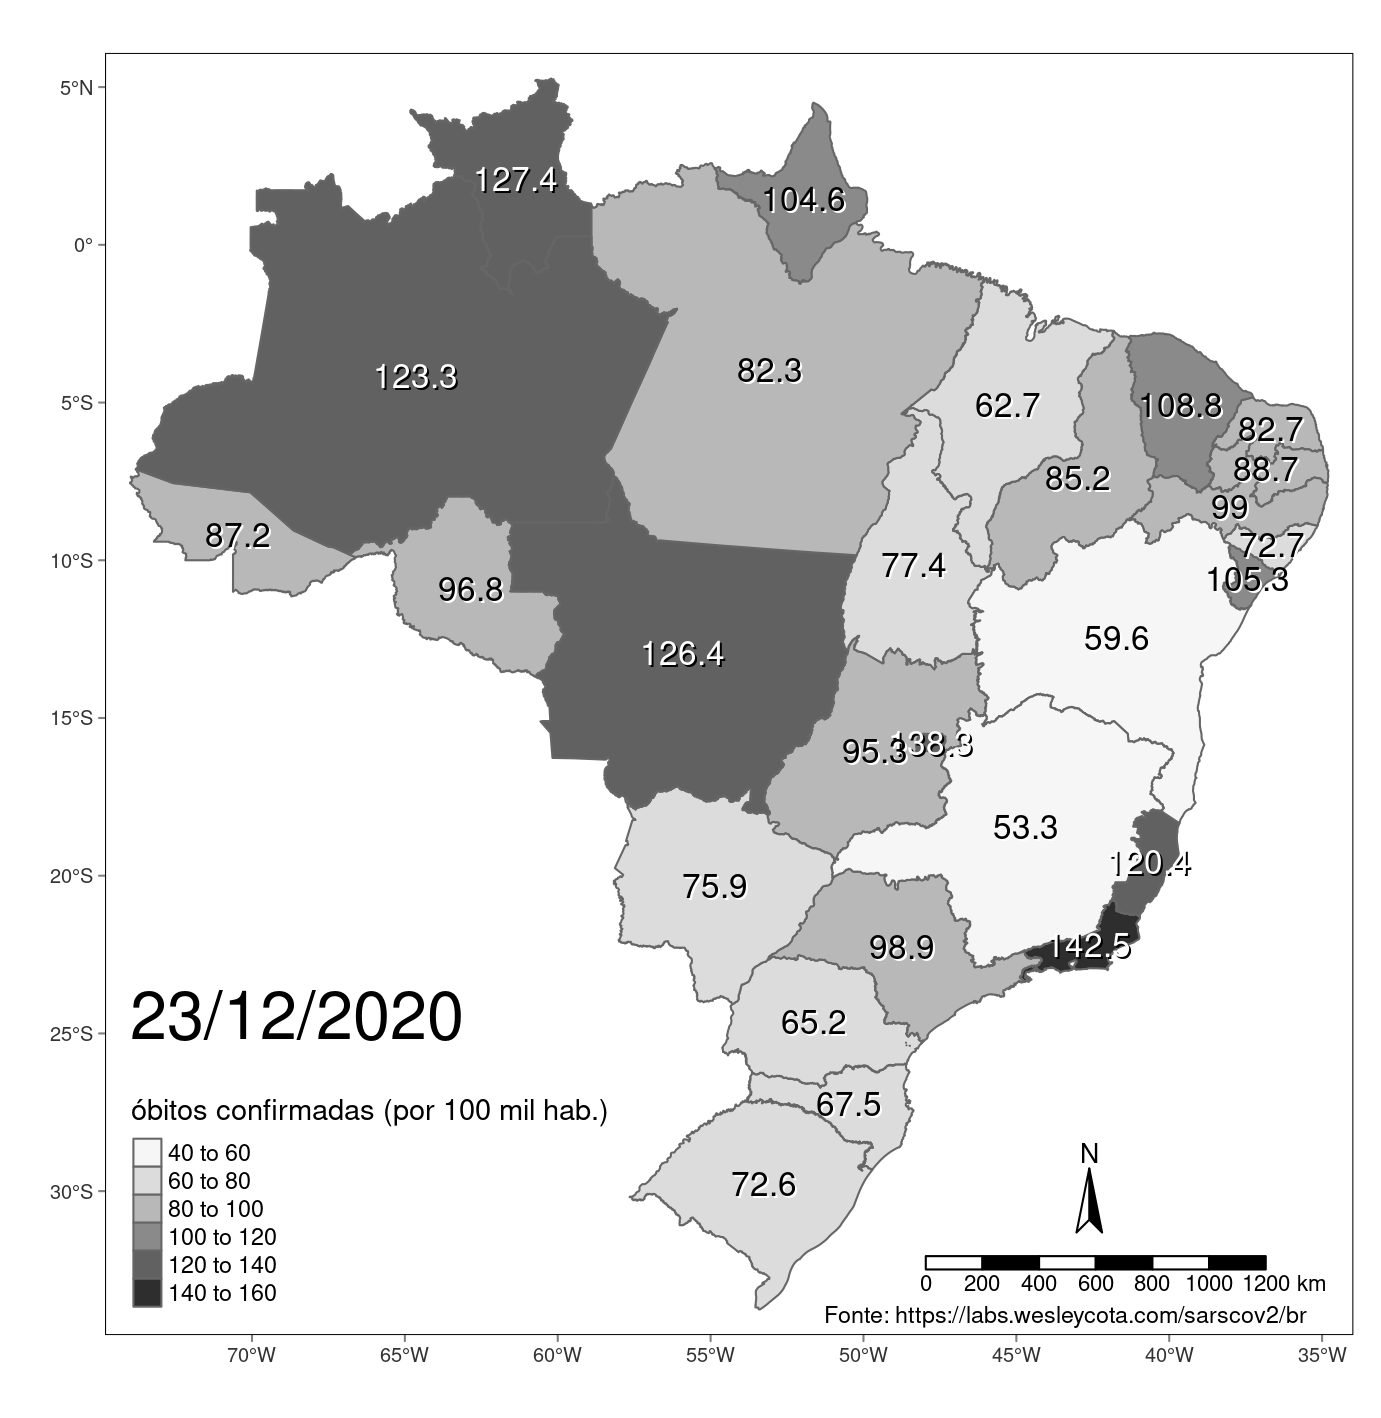 5°N
0°
5°S
10°S
15°S
20°S
25°S
30°S
127.4
104.6
123.3
82.3
62.7
108.8
82.7
88.7
85.2
99
87.2
72.7
77.4
105.3
96.8
59.6
126.4
138.3
95.3
53.3
120.4
75.9
98.9
142.5
65.2
67.5
72.6
23/12/2020
óbitos confirmadas (por 100 mil hab.)
40 to 60
60 to 80
80 to 100
100 to 120
120 to 140
140 to 160
N
0 200 400 600 800 1000 1200 km
Fonte: https://labs.wesleycota.com/sarscov2/br
70°W 65°W 60°W 55°W 50°W 45°W 40°W 35°W